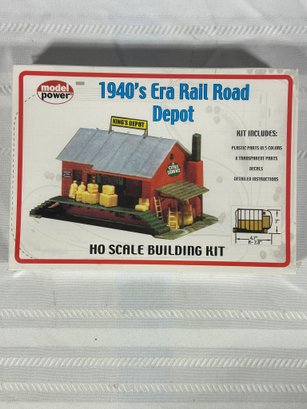 model
power
1940's Era Rail Road
Depot
KING'S DEPOT
KIT INCLUDES:
PLASTIC PARTS IN 5 COLORS
& TRANSPARENT PARTS
DECALS
DETAILED INSTRUCTIONS
HO SCALE BUILDING KIT